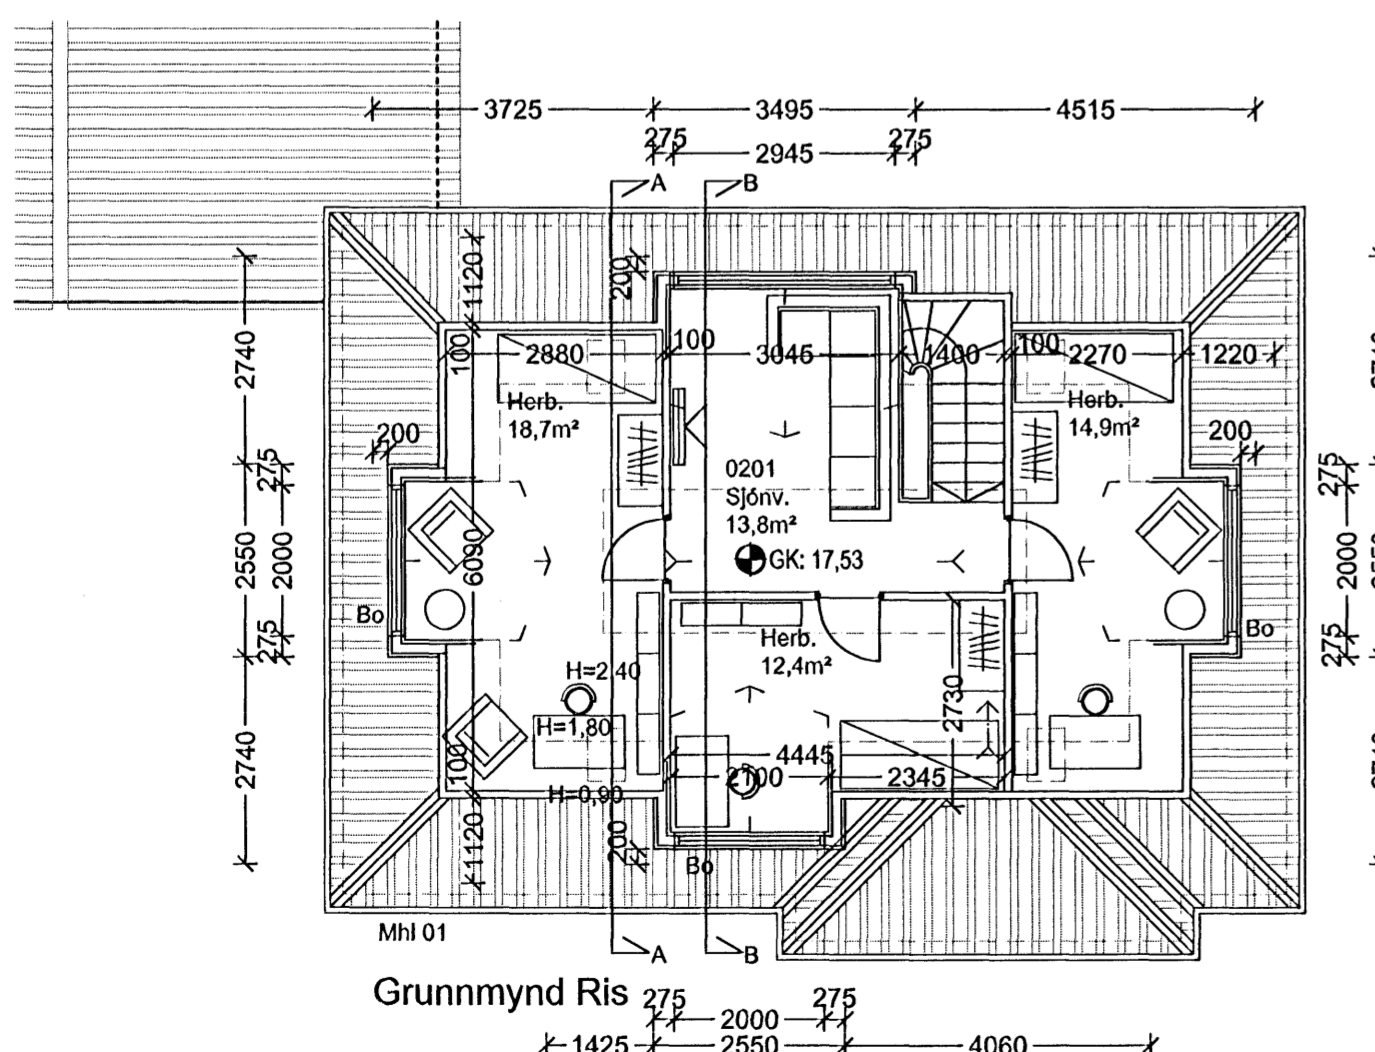 3725 3495 4515
275 2945 275
A B
1120 200
2740
100 2880 100 3045 1400 100 2270 1220
Herb.
18,7m²
Herb.
14,9m²
200 200
0201
Sjónv.
13,8m²
GK: 17,53
275 275
2550 2000 6090 2000
275 275
Bo Bo
Herb.
12,4m²
H=2,40
H=1,80
H=0,90
2730
4445
2100 2345
2740
100
1120 200
Bo
Mhl 01
A B
Grunnmynd Ris
275 275
2000
1425 2550 4060